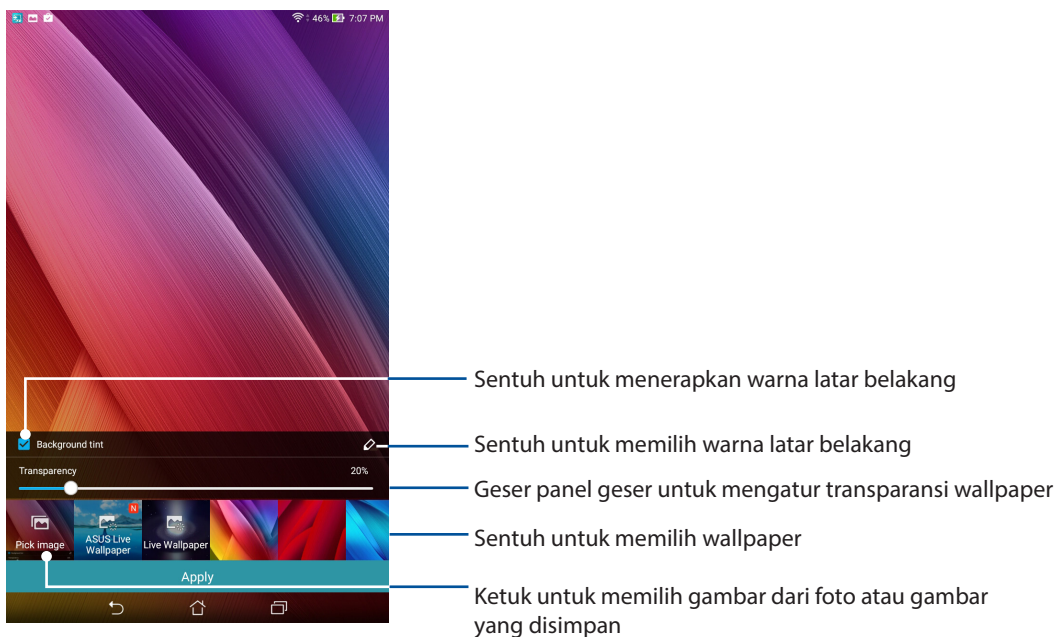 46% 7:07 PM
Background tint
Transparency 20%
N
Pick image
ASUS Live
Wallpaper
Live Wallpaper
Apply
Sentuh untuk menerapkan warna latar belakang
Sentuh untuk memilih warna latar belakang
Geser panel geser untuk mengatur transparansi wallpaper
Sentuh untuk memilih wallpaper
Ketuk untuk memilih gambar dari foto atau gambar
yang disimpan